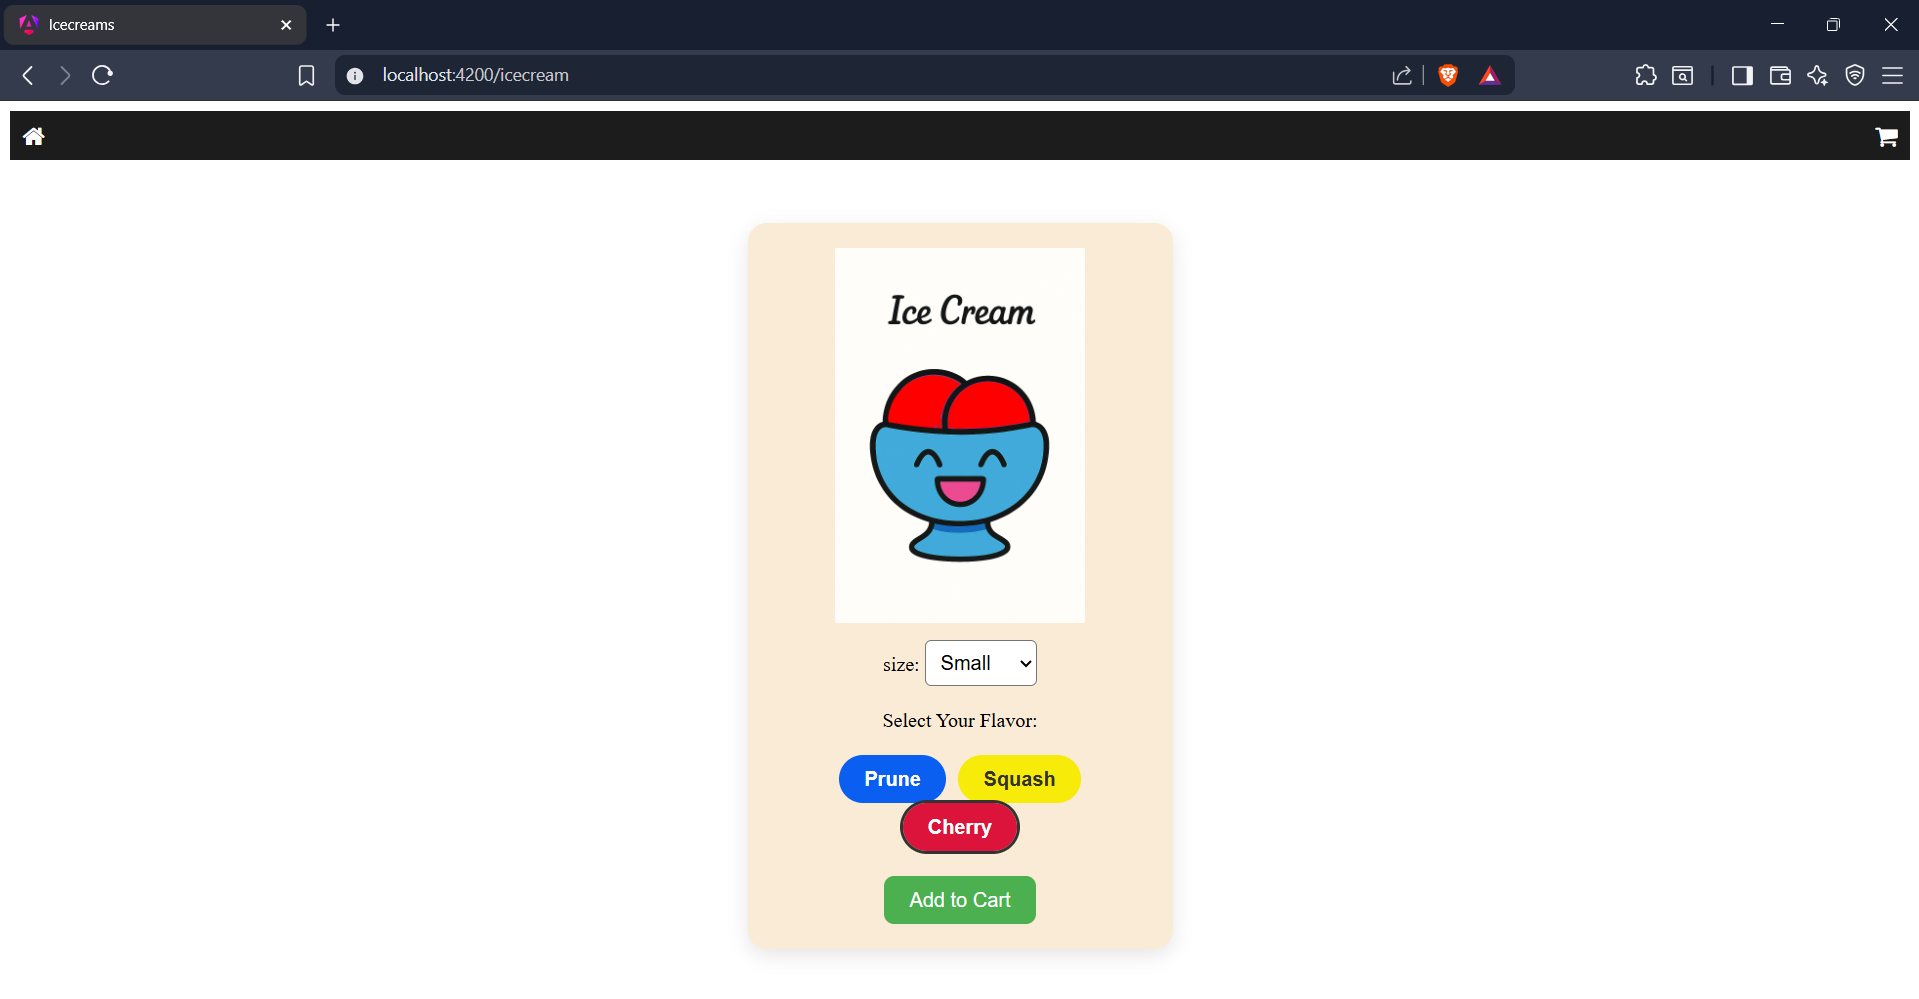 Icecreams
localhost:4200/icecream
Ice Cream
size: Small
Select Your Flavor:
Prune Squash
Cherry
Add to Cart